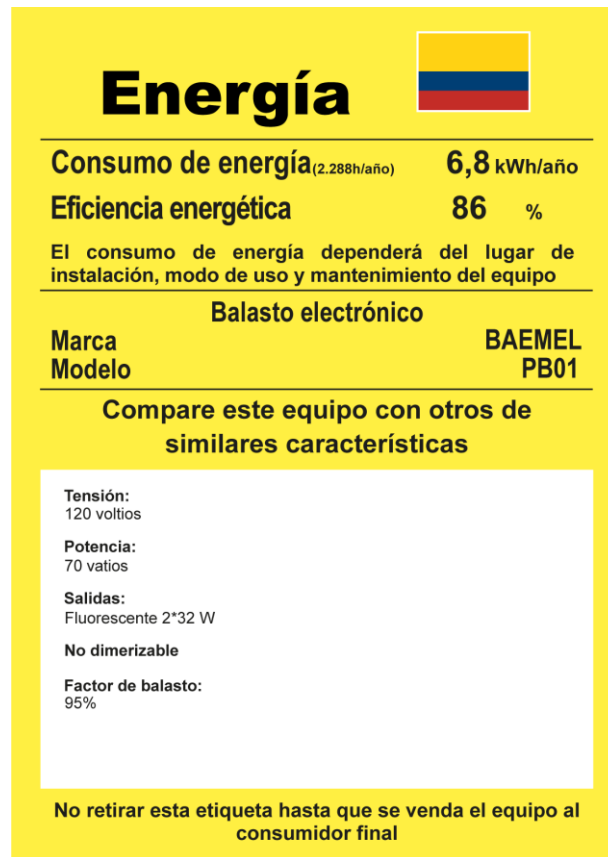 Energía
Consumo de energía(2.288h/año) 6,8 kWh/año
Eficiencia energética 86 %
El consumo de energía dependerá del lugar de
instalación, modo de uso y mantenimiento del equipo
Balasto electrónico
Marca BAEMEL
Modelo PB01
Compare este equipo con otros de
similares características
Tensión:
120 voltios
Potencia:
70 vatios
Salidas:
Fluorescente 2*32 W
No dimerizable
Factor de balasto:
95%
No retirar esta etiqueta hasta que se venda el equipo al
consumidor final